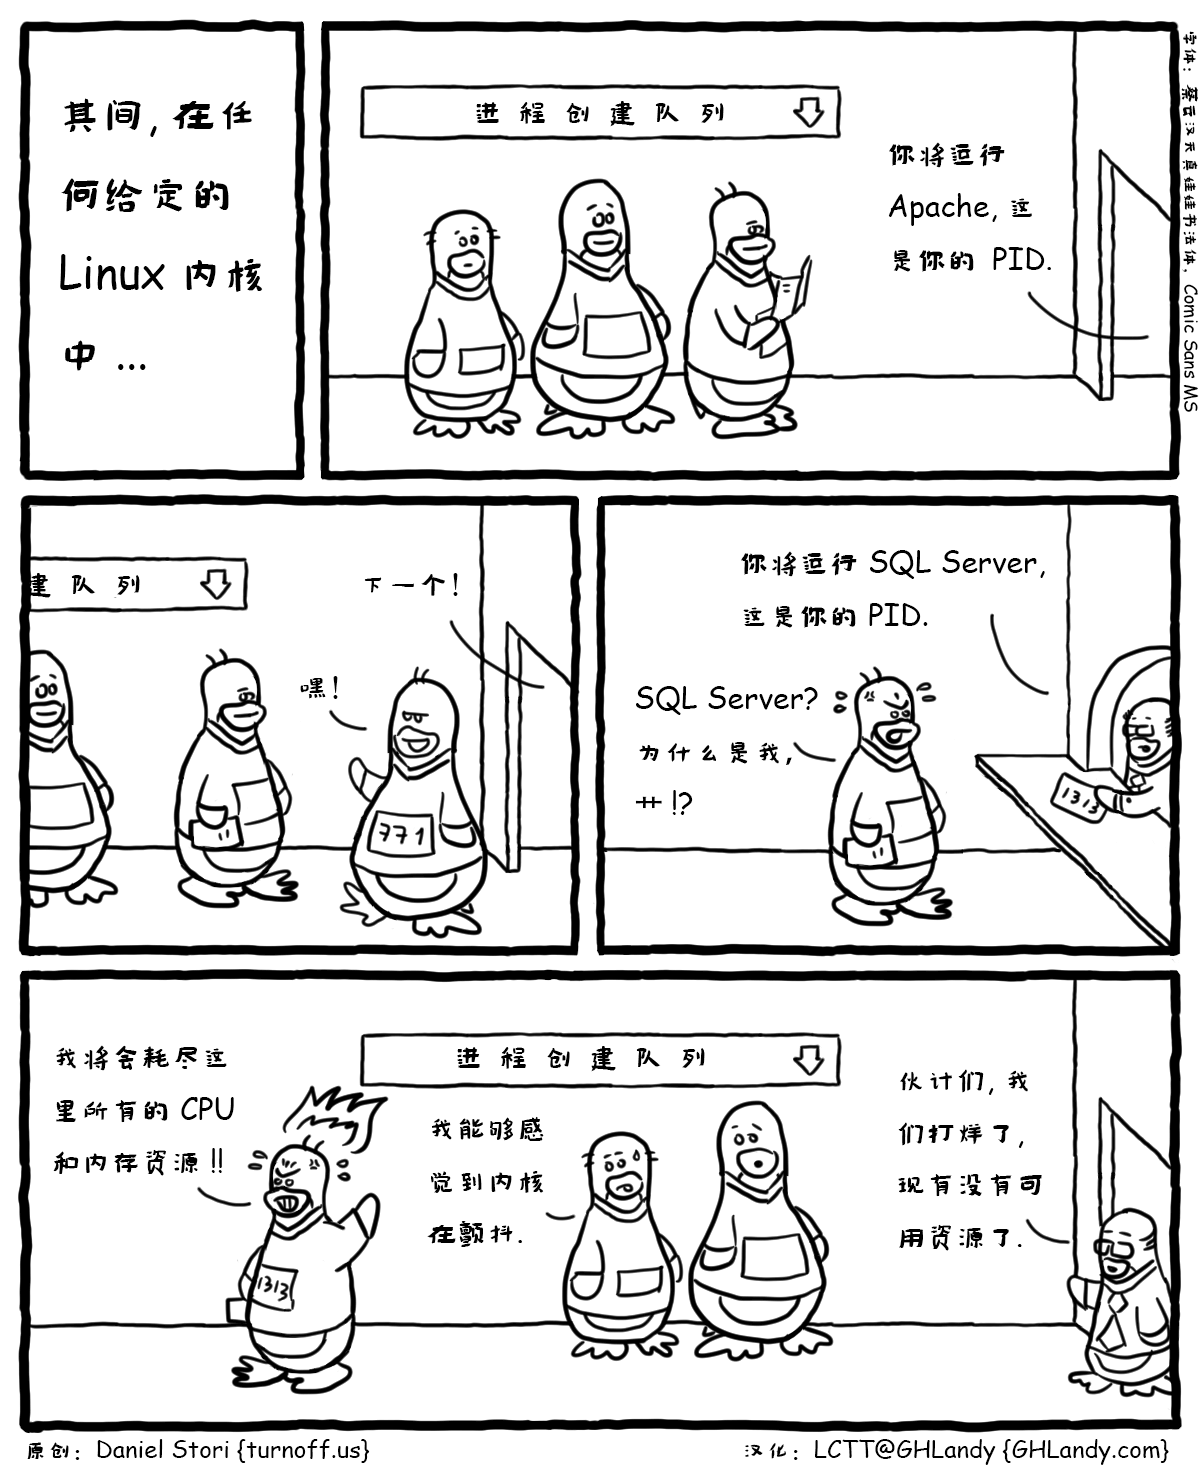 其间，在任
何给定的
Linux 内核
中 ...
进程创建队列
你将运行
Apache, 这
是你的 PID.
字体：蔡云汉天真娃娃书法体，Comic Sans MS
建队列
下一个！
嘿！
771
你将运行 SQL Server,
这是你的 PID.
SQL Server?
为什么是我,
艹 !?
1313
我将会耗尽这
里所有的 CPU
和内存资源 !!
1313
进程创建队列
我能够感
觉到内核
在颤抖.
伙计们, 我
们打烊了,
现有没有可
用资源了.
原创：Daniel Stori {turnoff.us}
汉化：LCTT@GHLandy {GHLandy.com}